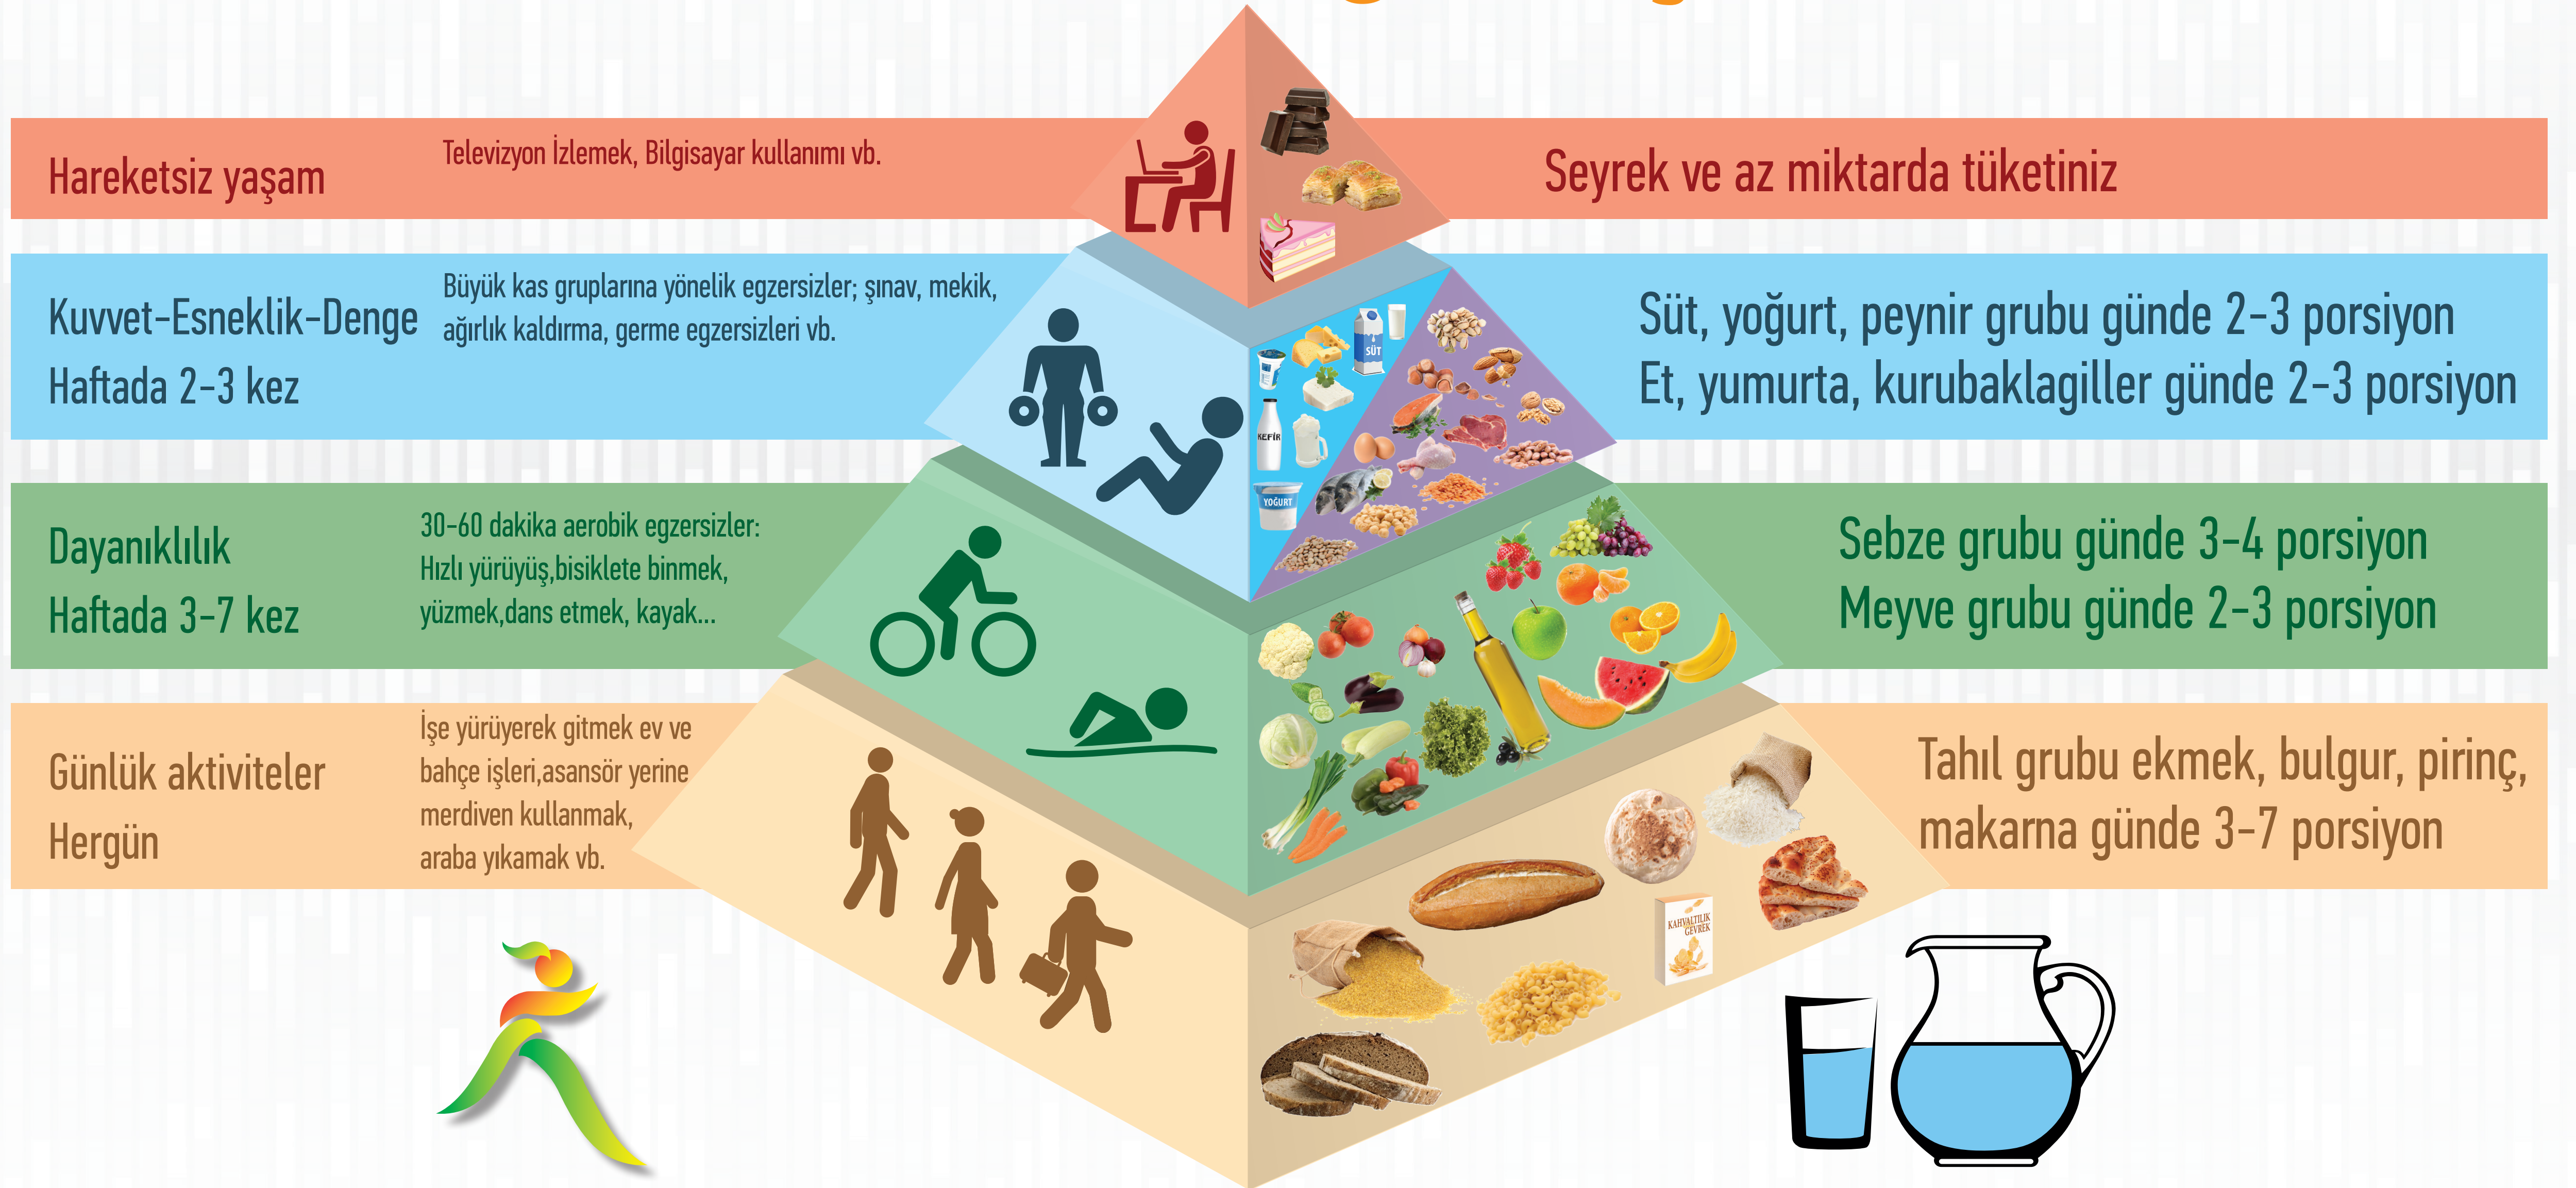 Hareketsiz yaşam
Televizyon İzlemek, Bilgisayar kullanımı vb.
Seyrek ve az miktarda tüketiniz
Kuvvet-Esneklik-Denge
Haftada 2-3 kez
Büyük kas gruplarına yönelik egzersizler; şınav, mekik,
ağırlık kaldırma, germe egzersizleri vb.
SÜT
KEFİR
YOĞURT
Süt, yoğurt, peynir grubu günde 2-3 porsiyon
Et, yumurta, kurubaklagiller günde 2-3 porsiyon
Dayanıklılık
Haftada 3-7 kez
30-60 dakika aerobik egzersizler:
Hızlı yürüyüş,bisiklete binmek,
yüzmek,dans etmek, kayak...
Sebze grubu günde 3-4 porsiyon
Meyve grubu günde 2-3 porsiyon
Günlük aktiviteler
Hergün
İşe yürüyerek gitmek ev ve
bahçe işleri,asansör yerine
merdiven kullanmak,
araba yıkamak vb.
KAHVALTILIK
GEVREK
Tahıl grubu ekmek, bulgur, pirinç,
makarna günde 3-7 porsiyon